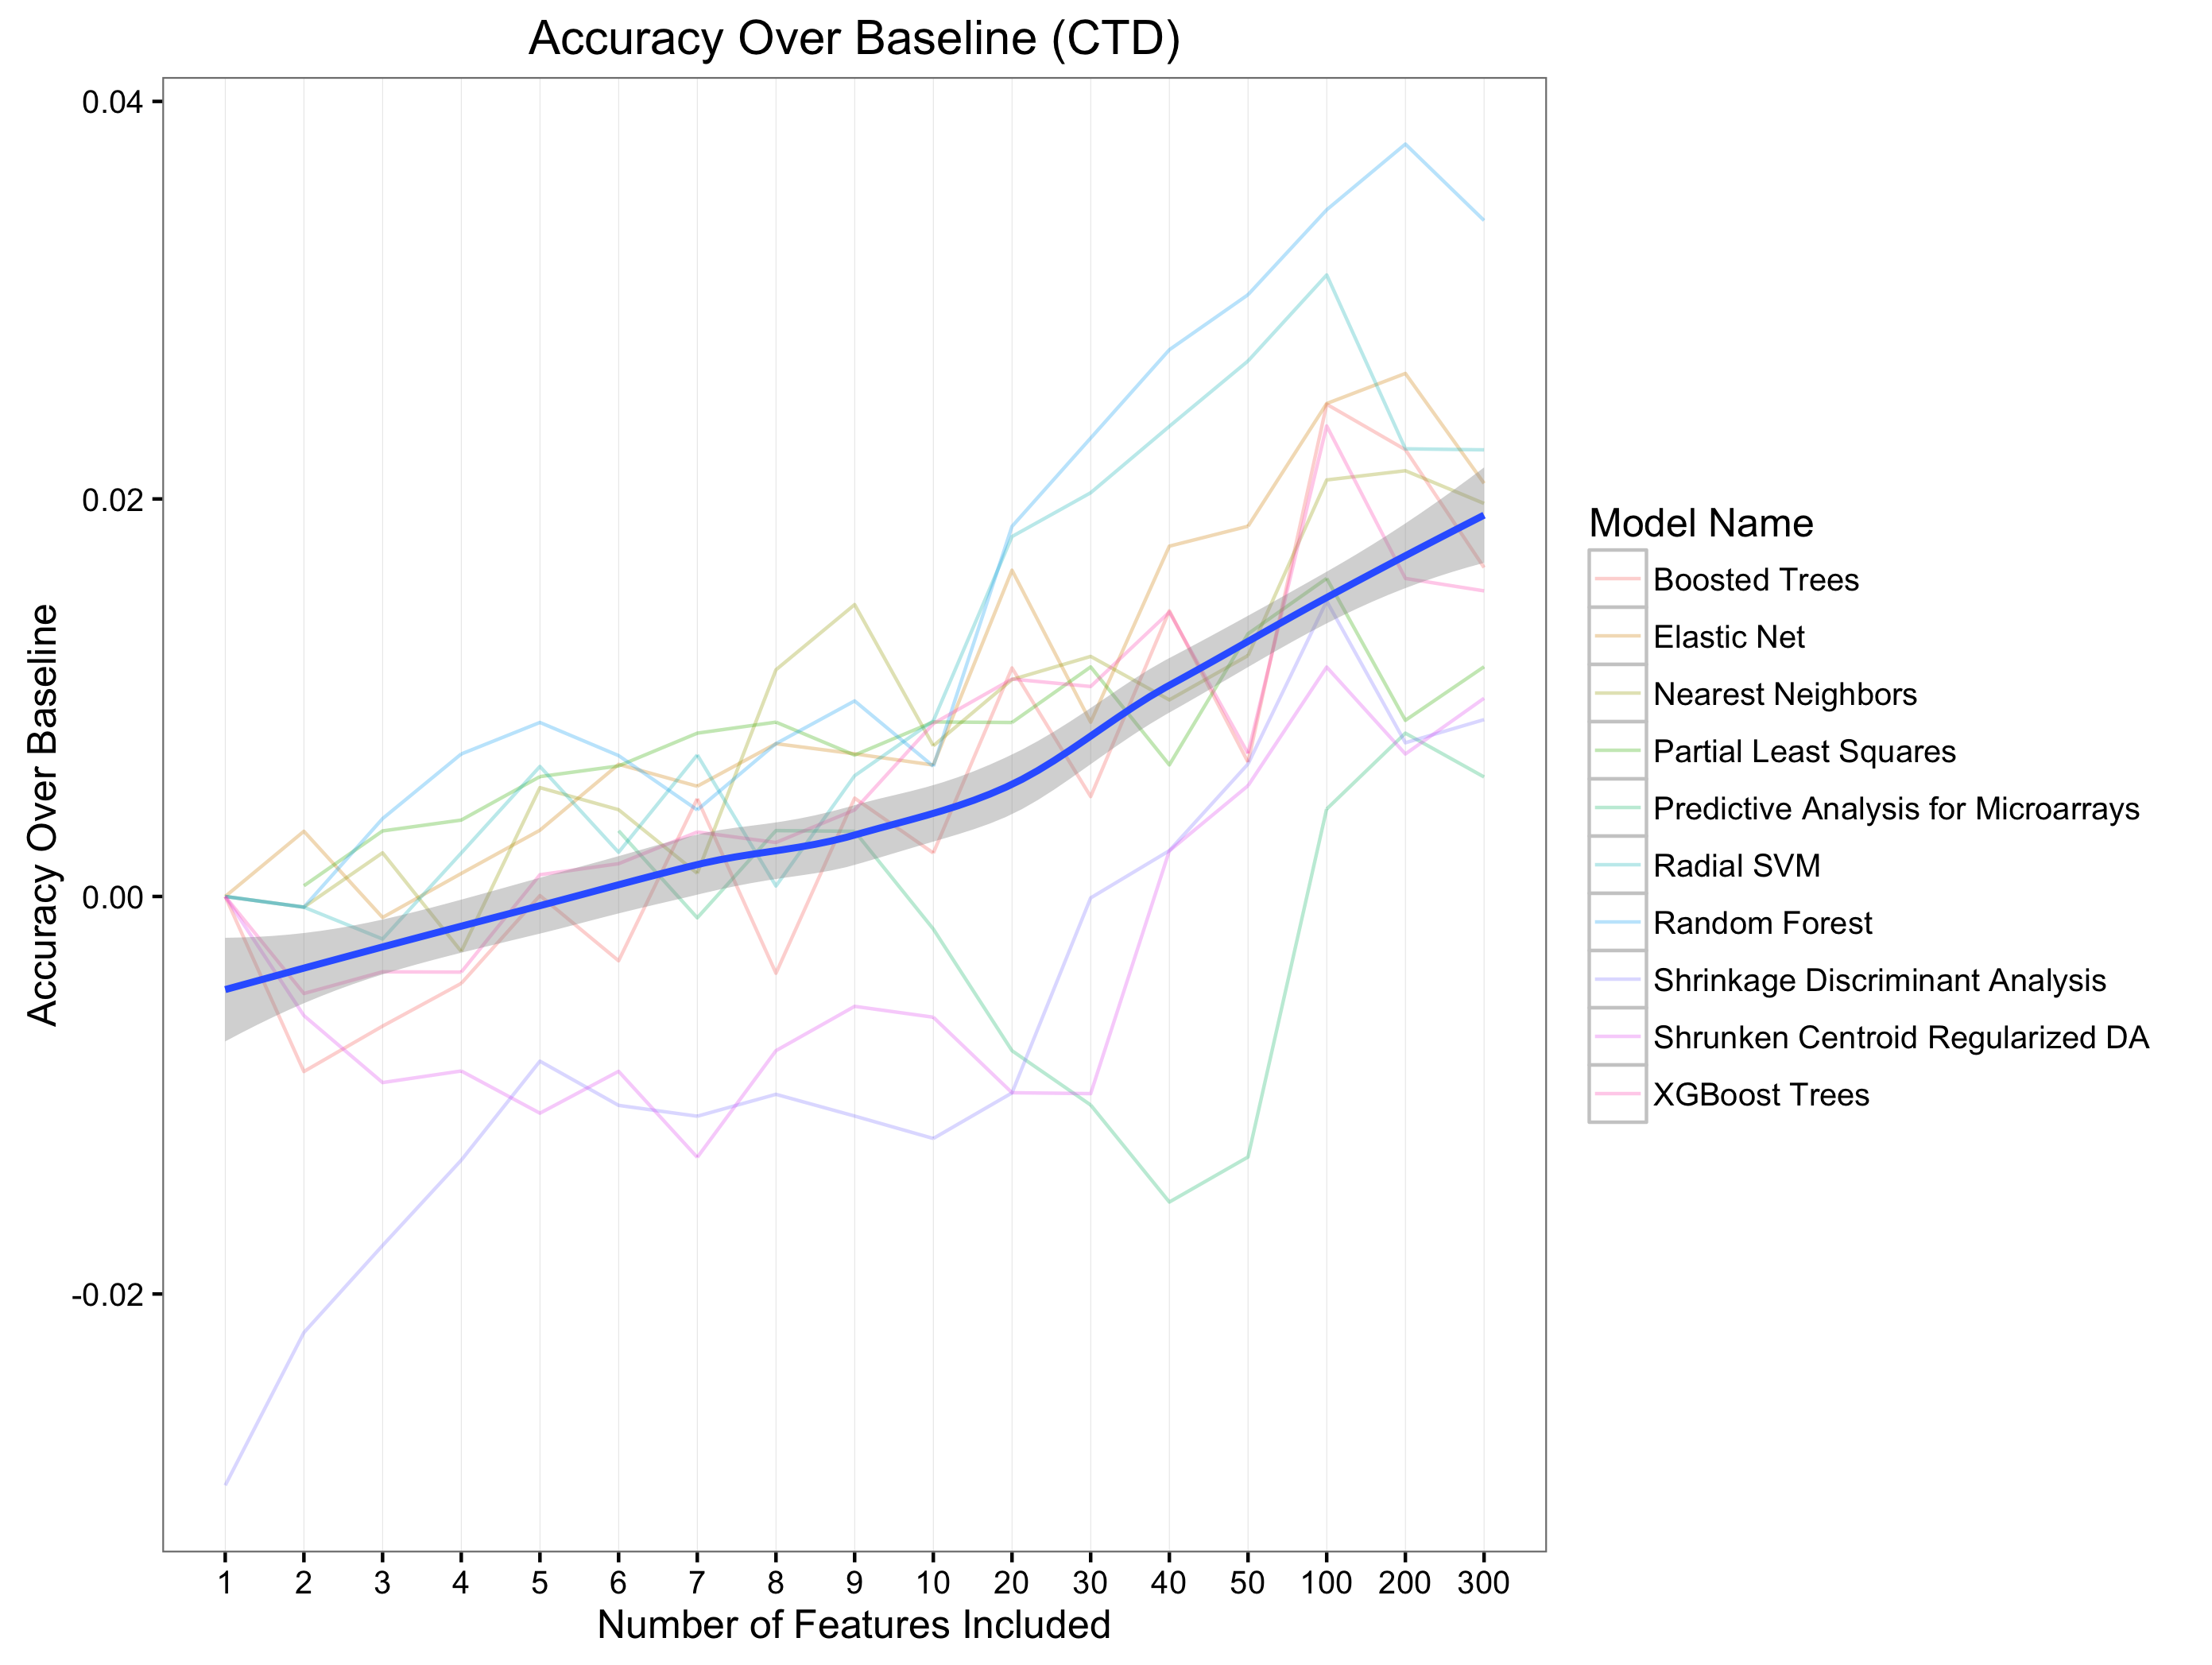 Accuracy Over Baseline (CTD)
Accuracy Over Baseline
0.04
0.02
0.00
-0.02
1 2 3 4 5 6 7 8 9 10 20 30 40 50 100 200 300
Number of Features Included
Model Name
Boosted Trees
Elastic Net
Nearest Neighbors
Partial Least Squares
Predictive Analysis for Microarrays
Radial SVM
Random Forest
Shrinkage Discriminant Analysis
Shrunken Centroid Regularized DA
XGBoost Trees